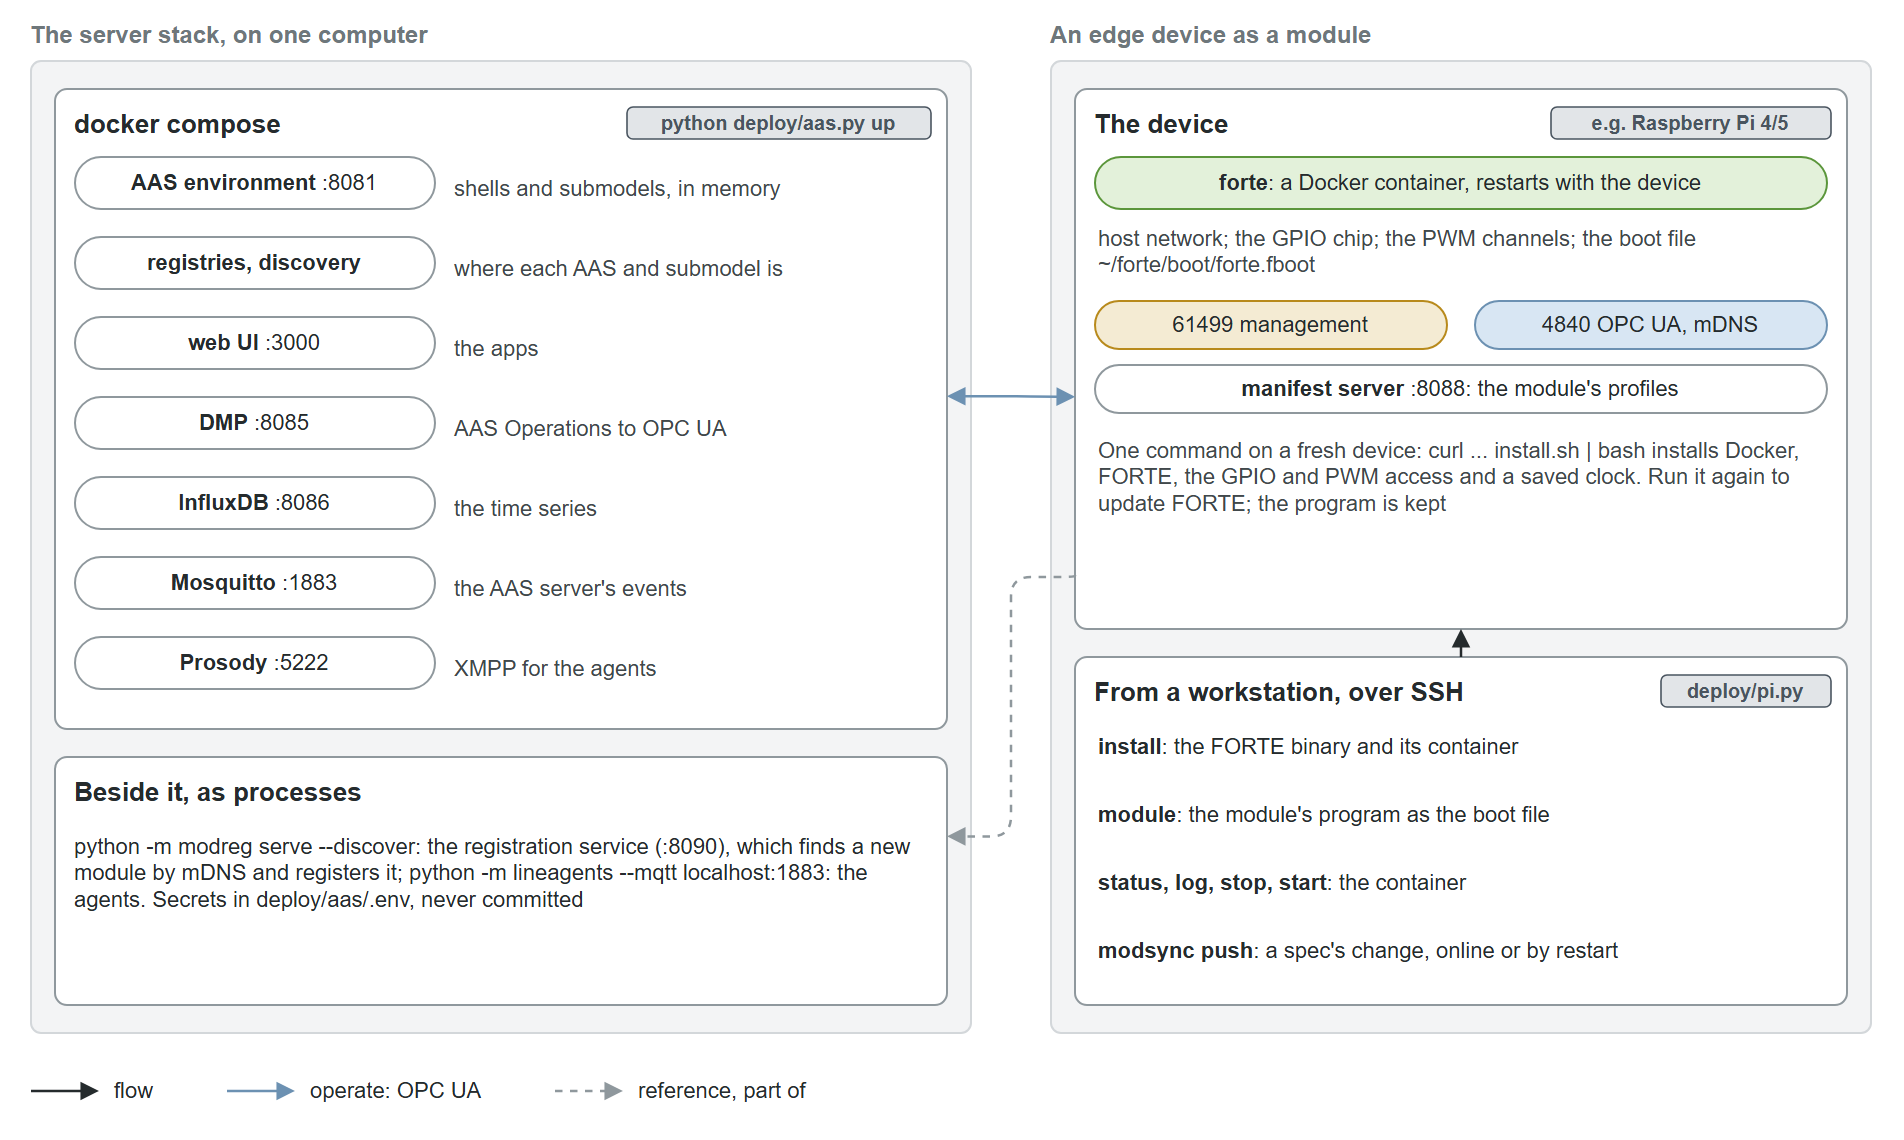 The server stack, on one computer
docker compose
python deploy/aas.py up
AAS environment :8081
shells and submodels, in memory
registries, discovery
where each AAS and submodel is
web UI :3000
the apps
DMP :8085
AAS Operations to OPC UA
InfluxDB :8086
the time series
Mosquitto :1883
the AAS server's events
Prosody :5222
XMPP for the agents
Beside it, as processes
python -m modreg serve --discover: the registration service (:8090), which finds a new
module by mDNS and registers it; python -m lineagents --mqtt localhost:1883: the
agents. Secrets in deploy/aas/.env, never committed
An edge device as a module
The device
e.g. Raspberry Pi 4/5
forte: a Docker container, restarts with the device
host network; the GPIO chip; the PWM channels; the boot file
~/forte/boot/forte.fboot
61499 management
4840 OPC UA, mDNS
manifest server :8088: the module's profiles
One command on a fresh device: curl ... install.sh | bash installs Docker,
FORTE, the GPIO and PWM access and a saved clock. Run it again to
update FORTE; the program is kept
From a workstation, over SSH
deploy/pi.py
install: the FORTE binary and its container
module: the module's program as the boot file
status, log, stop, start: the container
modsync push: a spec's change, online or by restart
flow
operate: OPC UA
reference, part of